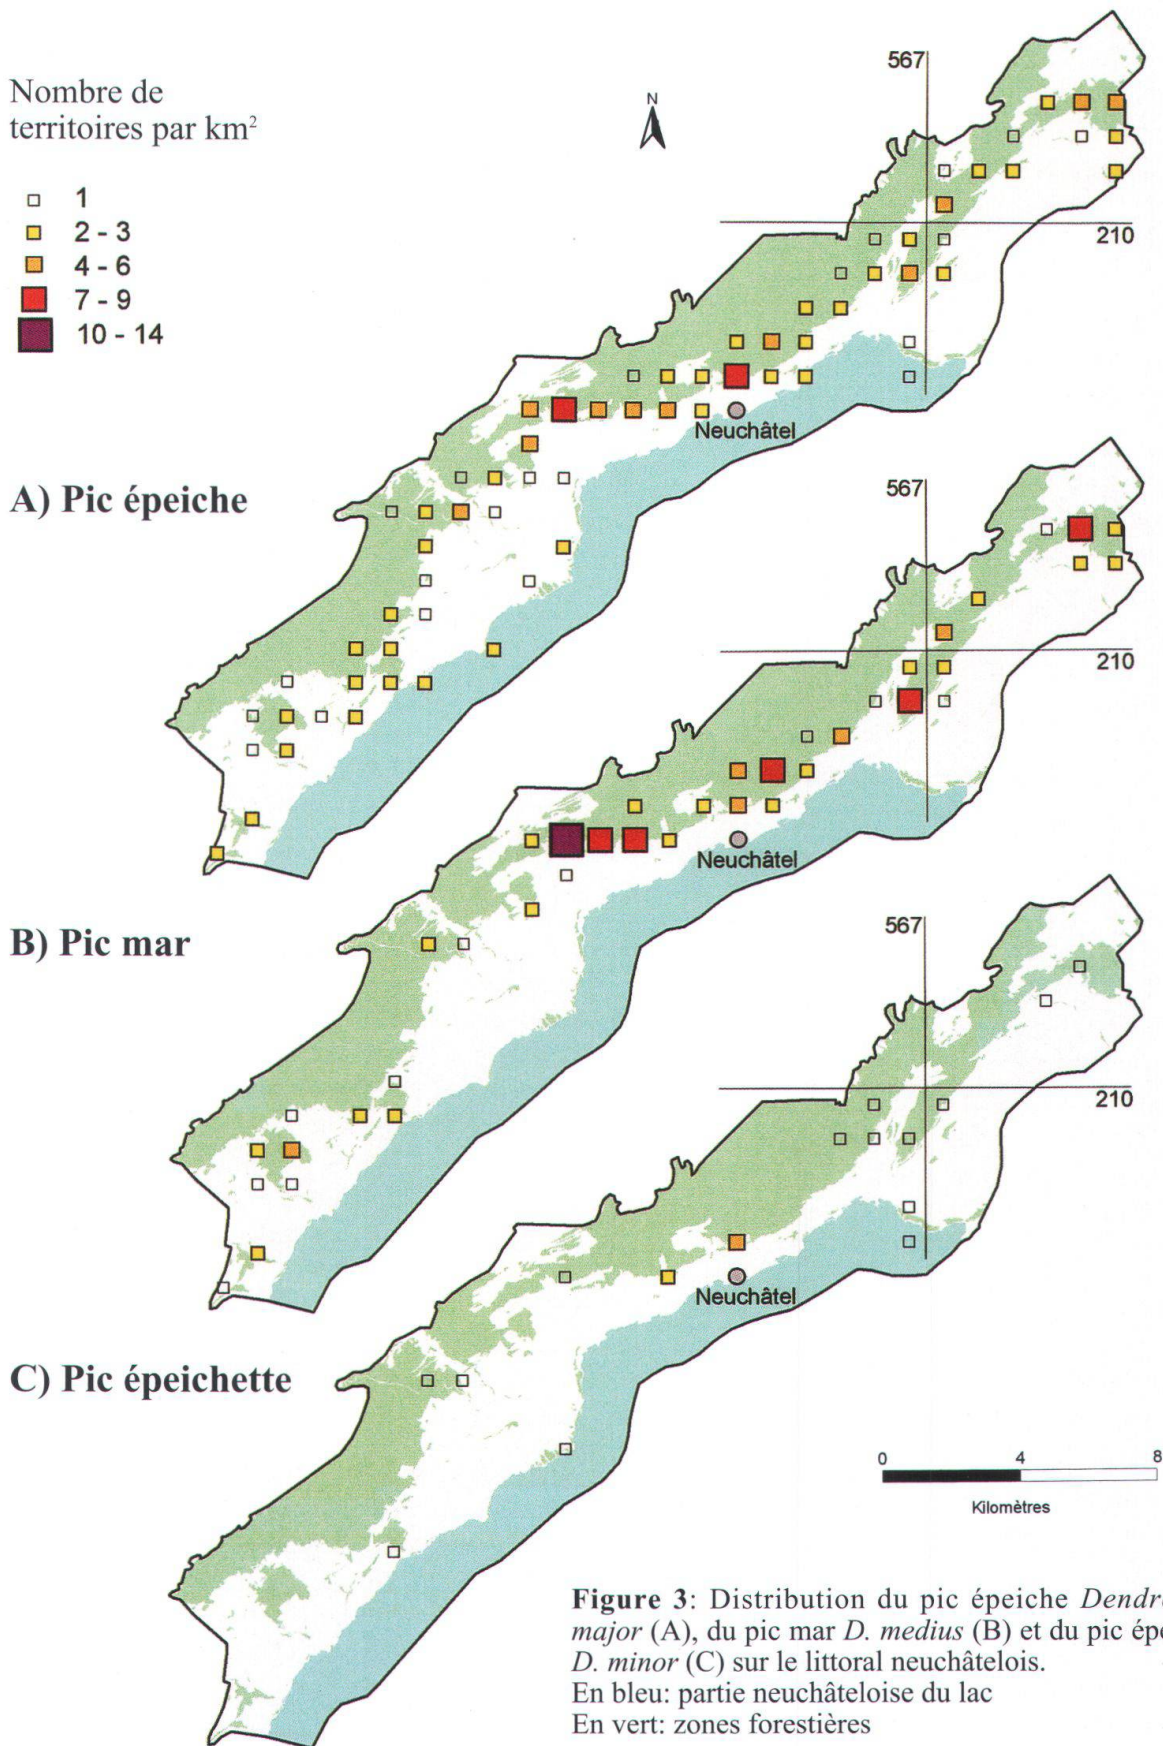 Nombre de
territoires par km²
1
2 - 3
4 - 6
7 - 9
10 - 14
N
567
210
Neuchâtel
A) Pic épeiche
567
210
Neuchâtel
B) Pic mar
567
210
Neuchâtel
C) Pic épeichette
0 4 8
Kilomètres
Figure 3: Distribution du pic épeiche
major (A), du pic mar D. medius (B) et du pic
D. minor (C) sur le littoral neuchâtelois.
En bleu: partie neuchâteloise du lac
En vert: zones forestières